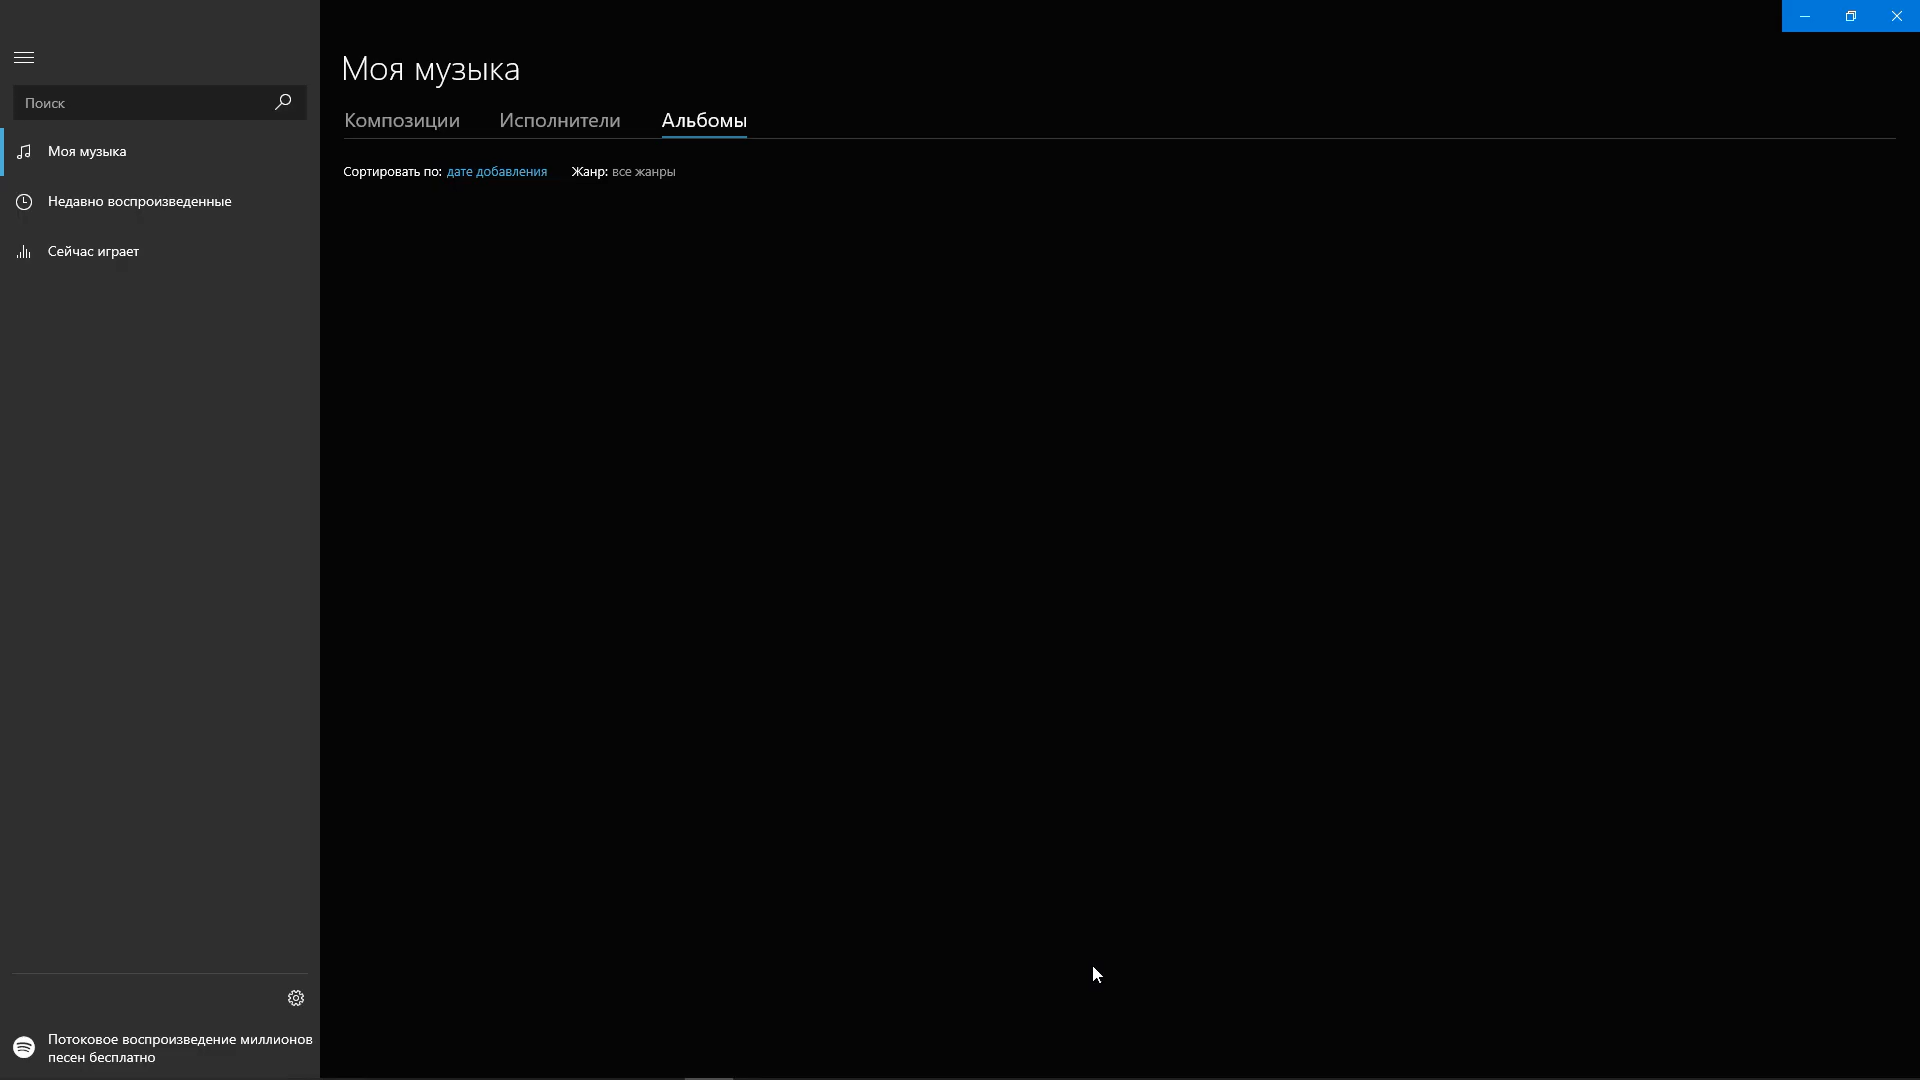 Моя музыка
Поиск
Композиции Исполнители Альбомы
Моя музыка
Сортировать по: дате добавления Жанр: все жанры
Недавно воспроизведенные
Сейчас играет
Потоковое воспроизведение миллионов
песен бесплатно